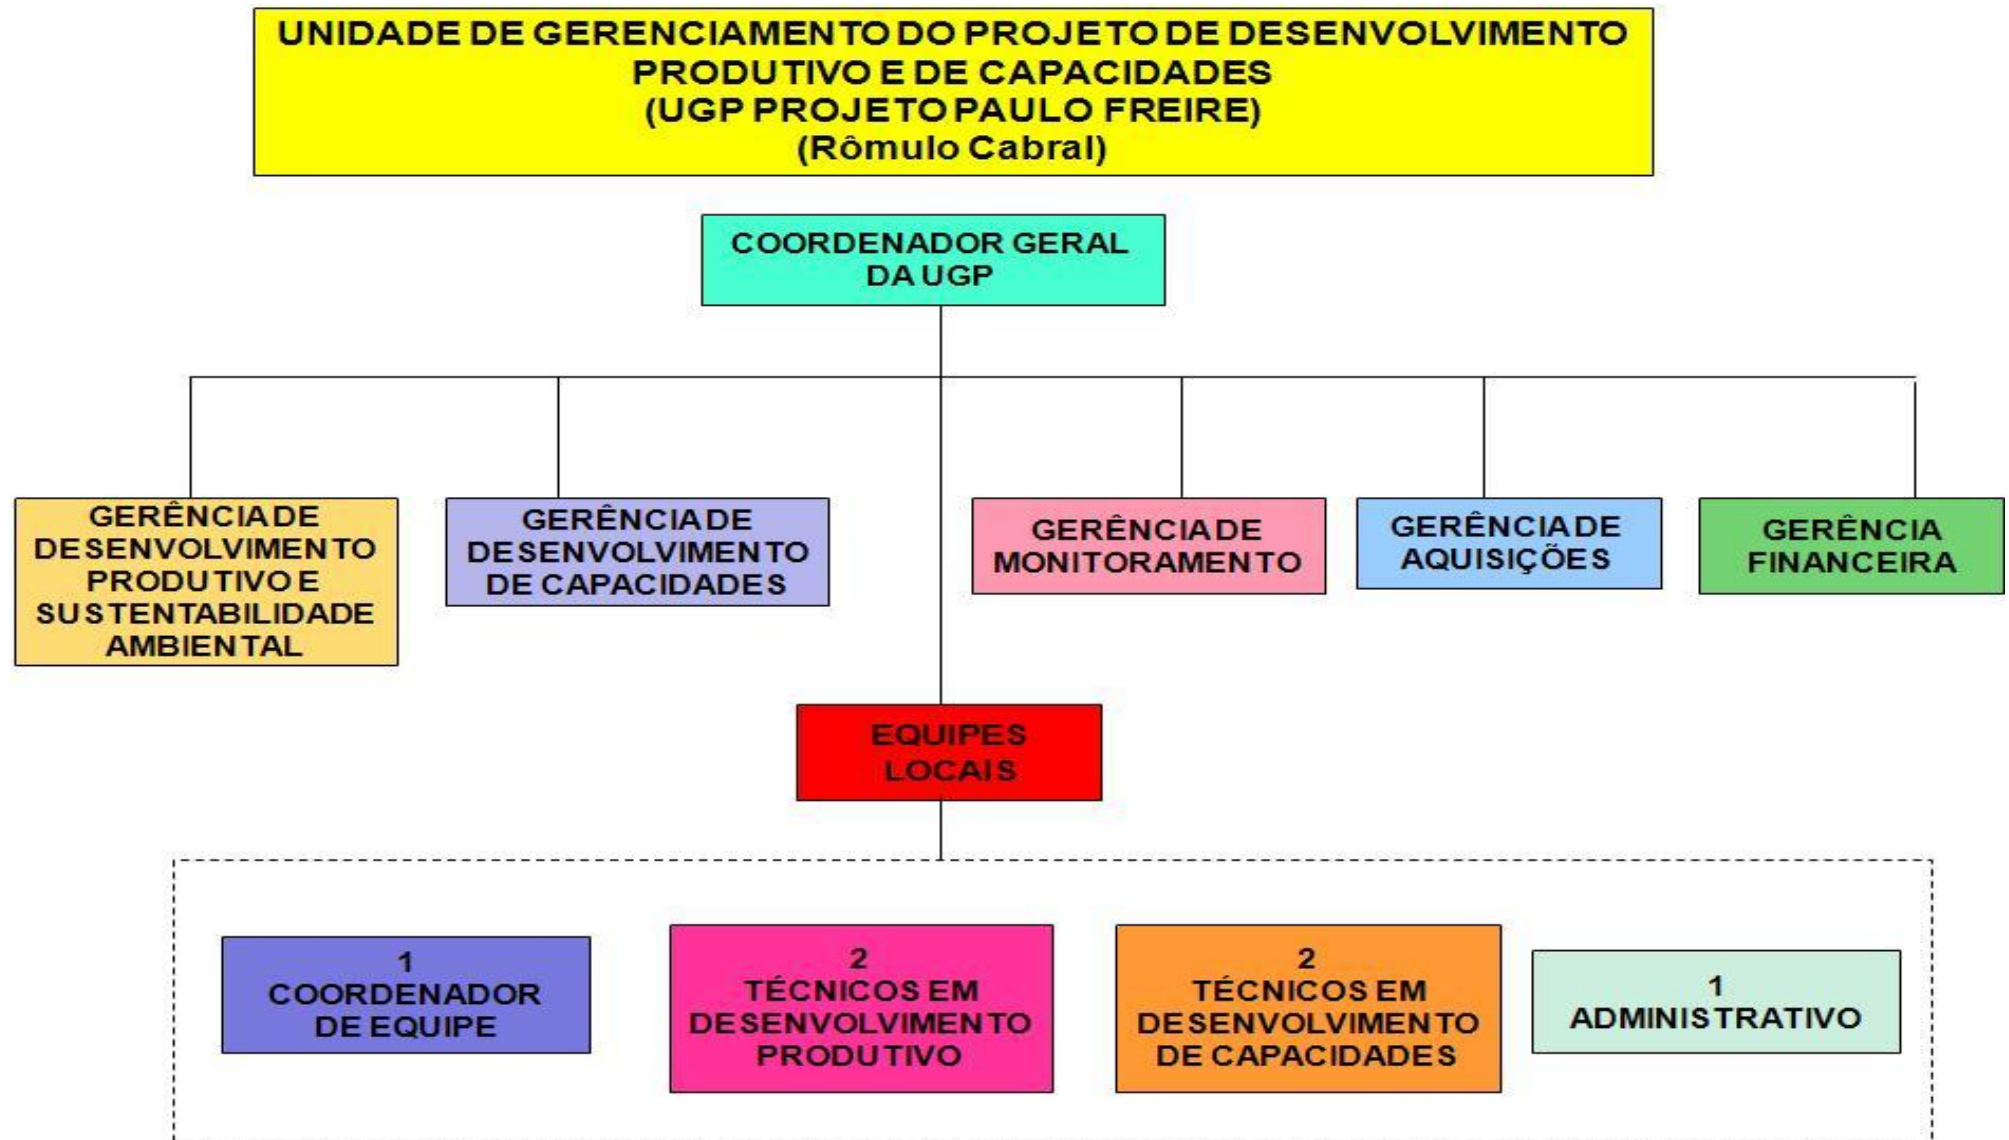 UNIDADE DE GERENCIAMENTO DO PROJETO DE DESENVOLVIMENTO
PRODUTIVO E DE CAPACIDADES
(UGP PROJETO PAULO FREIRE)
(Rômulo Cabral)
COORDENADOR GERAL
DA UGP
GERÊNCIA DE
DESENVOLVIMENTO
PRODUTIVO E
SUSTENTABILIDADE
AMBIENTAL
GERÊNCIA DE
DESENVOLVIMENTO
DE CAPACIDADES
GERÊNCIA DE
MONITORAMENTO
GERÊNCIA DE
AQUISIÇÕES
GERÊNCIA
FINANCEIRA
EQUIPES
LOCAIS
1
COORDENADOR
DE EQUIPE
2
TÉCNICOS EM
DESENVOLVIMENTO
PRODUTIVO
2
TÉCNICOS EM
DESENVOLVIMENTO
DE CAPACIDADES
1
ADMINISTRATIVO